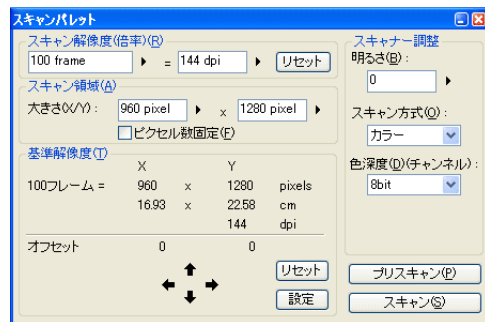 スキャンパレット
スキャン解像度(倍率)(R)
100 frame = 144 dpi リセット
スキャン領域(A)
大きさ(X/Y): 960 pixel x 1280 pixel
ピクセル数固定(F)
基準解像度(T)
X Y
100フレーム = 960 x 1280 pixels
16.93 x 22.58 cm
144 dpi
オフセット 0 0
リセット
設定
スキャナー調整
明るさ(B):
0
スキャン方式(O):
カラー
色深度(D)(チャンネル):
8bit
プリスキャン(P)
スキャン(S)